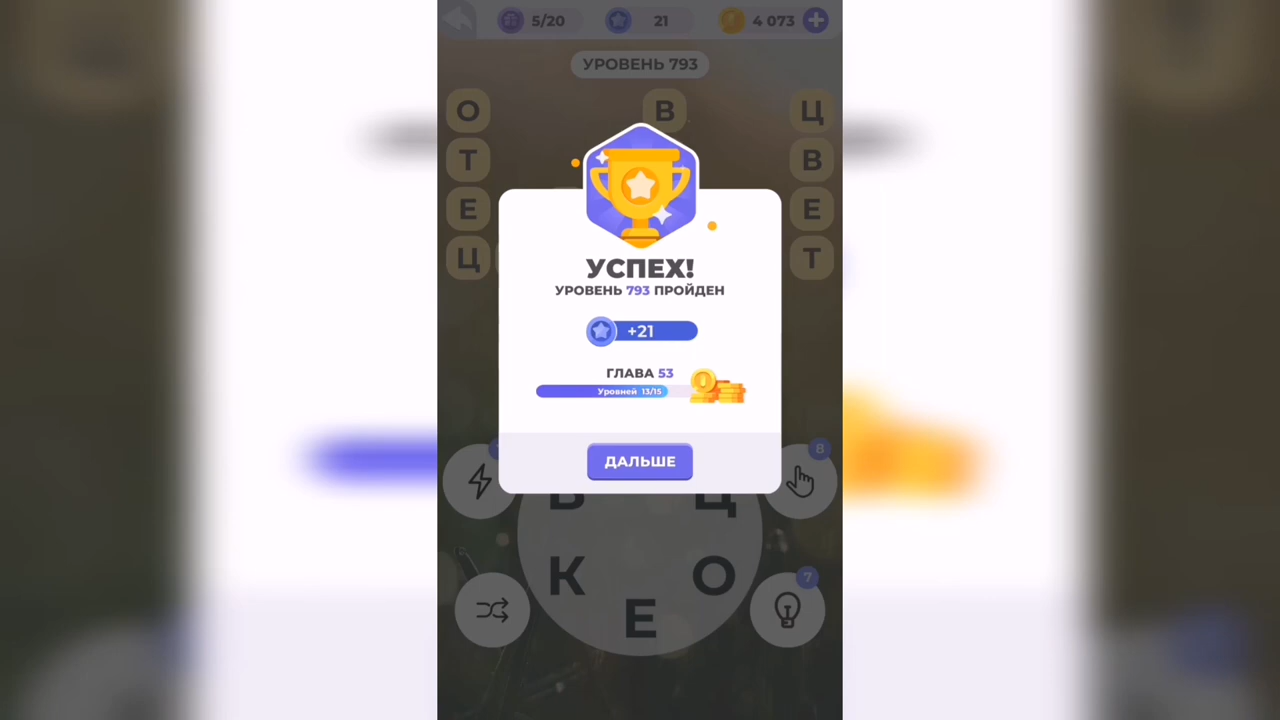 5/20
21
4 073
УРОВЕНЬ 793
О
В
Ц
Т
В
Е
Е
Ц
Т
УСПЕХ!
УРОВЕНЬ 793 ПРОЙДЕН
+21
ГЛАВА 53
Уровней 13/15
ДАЛЬШЕ
8
В
Ц
К
О
Е
7